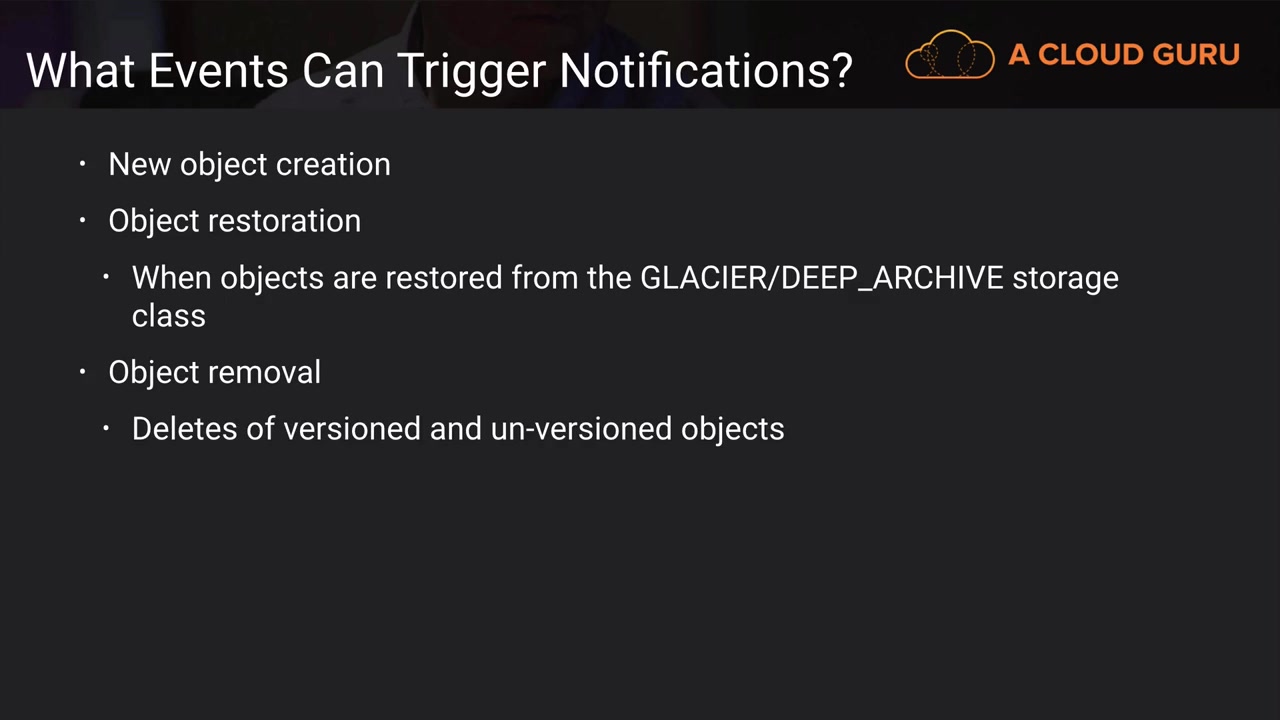 What Events Can Trigger Notifications?
A CLOUD GURU
· New object creation
· Object restoration
· When objects are restored from the GLACIER/DEEP_ARCHIVE storage
class
· Object removal
· Deletes of versioned and un-versioned objects